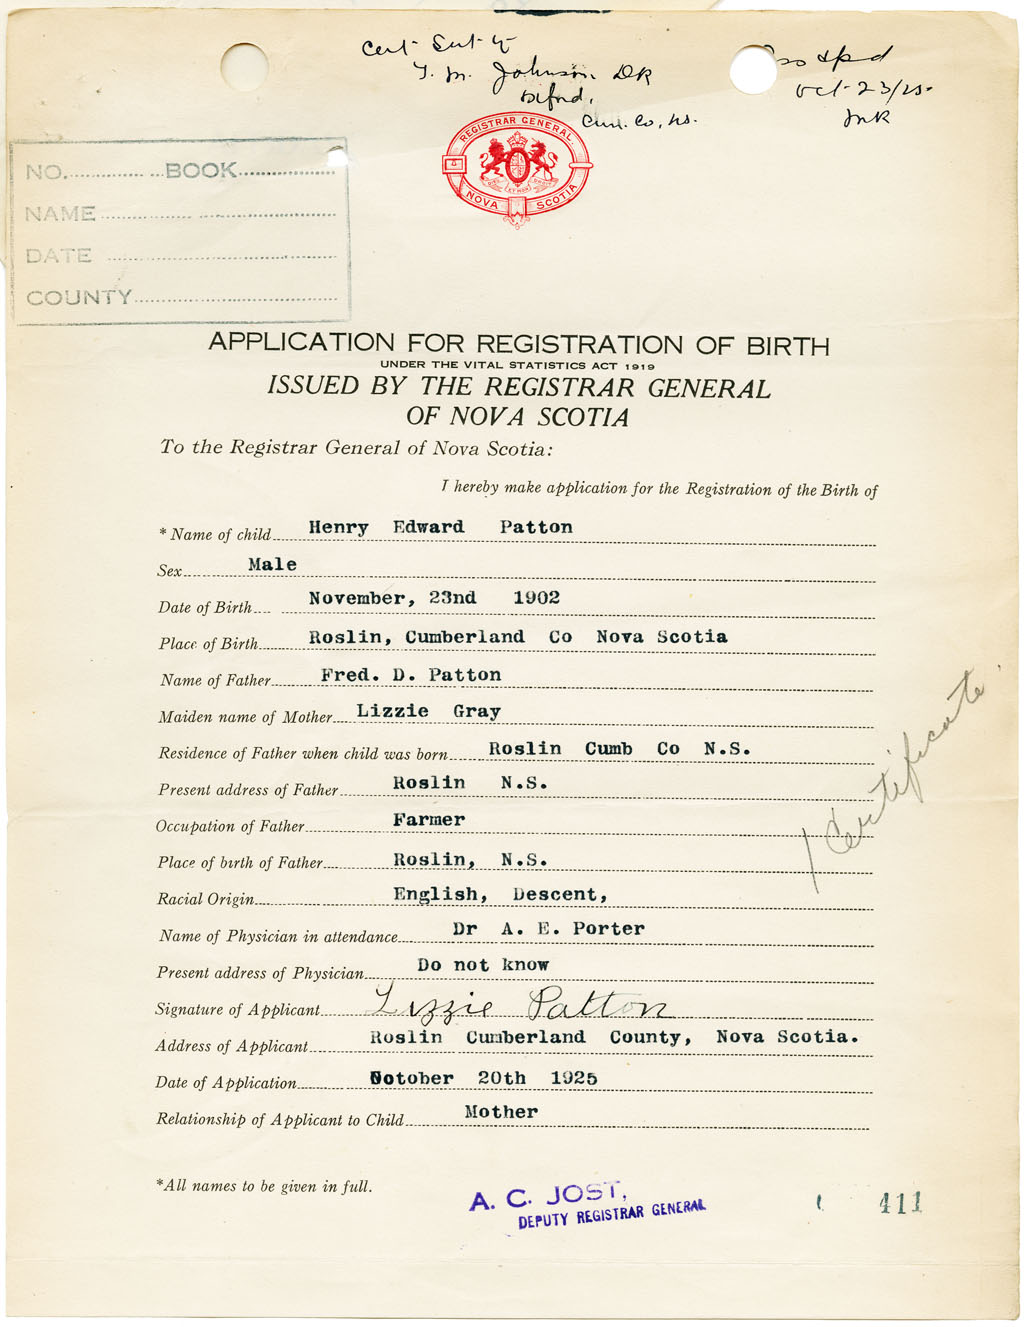 Cert Sent to
T. M. Johnson DR
Oxford,
Cum. Co, N.S.
Oct-23/25.
REGISTRAR GENERAL
NOVA SCOTIA
NO. BOOK
NAME
DATE
COUNTY
APPLICATION FOR REGISTRATION OF BIRTH
UNDER THE VITAL STATISTICS ACT 1919
ISSUED BY THE REGISTRAR GENERAL
OF NOVA SCOTIA
To the Registrar General of Nova Scotia:
I hereby make application for the Registration of the Birth of
* Name of child Henry Edward Patton
Sex Male
Date of Birth November, 23nd 1902
Place of Birth Roslin, Cumberland Co Nova Scotia
Name of Father Fred. D. Patton
Maiden name of Mother Lizzie Gray
Residence of Father when child was born Roslin Cumb Co N.S.
Present address of Father Roslin N.S.
Occupation of Father Farmer
Place of birth of Father Roslin, N.S.
Racial Origin English, Descent,
Name of Physician in attendance Dr A. E. Porter
Present address of Physician Do not know
Signature of Applicant Lizzie Patton
Address of Applicant Roslin Cumberland County, Nova Scotia.
Date of Application October 20th 1925
Relationship of Applicant to Child Mother
1 Certificate
*All names to be given in full.
A. C. JOST,
DEPUTY REGISTRAR GENERAL
411